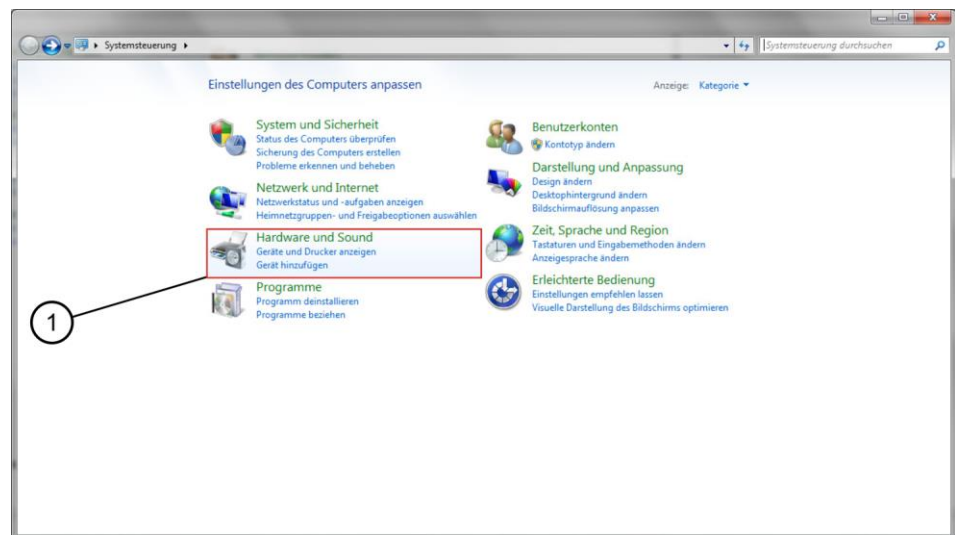 Systemsteuerung
Systemsteuerung durchsuchen
Einstellungen des Computers anpassen
Anzeige: Kategorie
System und Sicherheit
Status des Computers überprüfen
Sicherung des Computers erstellen
Probleme erkennen und beheben
Netzwerk und Internet
Netzwerkstatus und -aufgaben anzeigen
Heimnetzgruppen- und Freigabeoptionen auswählen
Hardware und Sound
Geräte und Drucker anzeigen
Gerät hinzufügen
Programme
Programm deinstallieren
Programme beziehen
Benutzerkonten
Kontotyp ändern
Darstellung und Anpassung
Design ändern
Desktophintergrund ändern
Bildschirmauflösung anpassen
Zeit, Sprache und Region
Tastaturen und Eingabemethoden ändern
Anzeigesprache ändern
Erleichterte Bedienung
Einstellungen empfehlen lassen
Visuelle Darstellung des Bildschirms optimieren
1